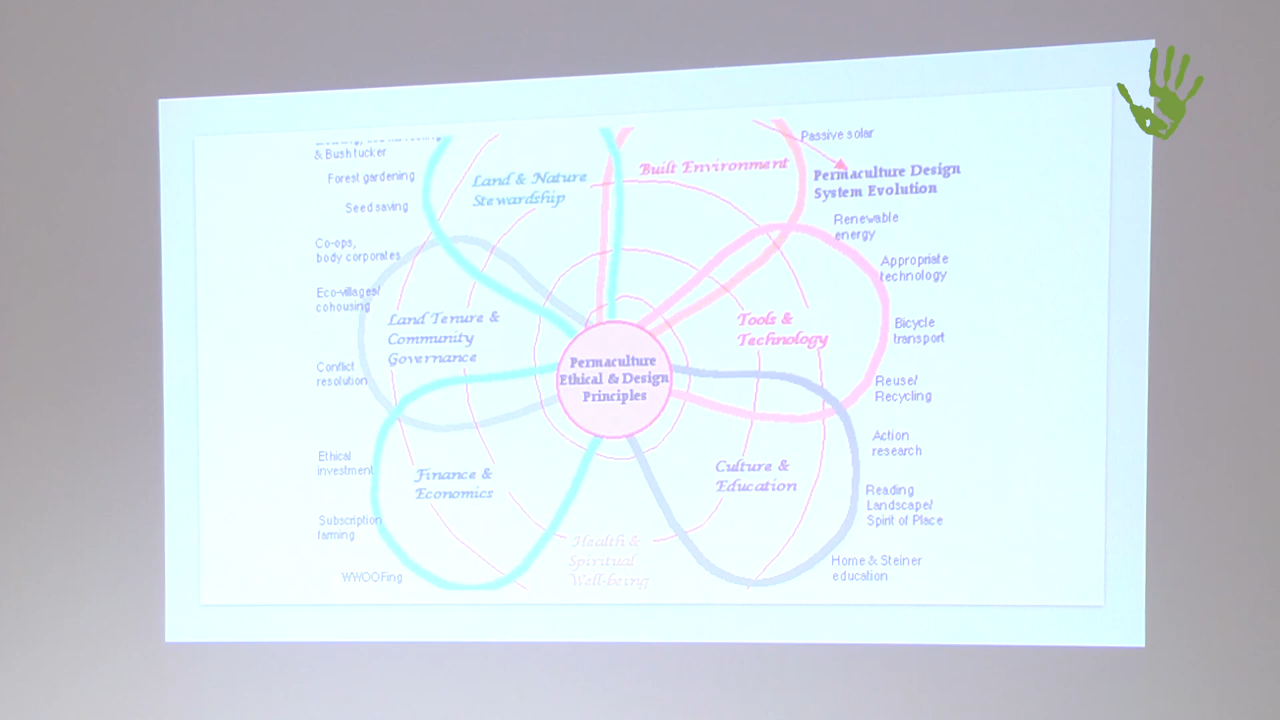 & Bush tucker
Forest gardening
Seed saving
Co-ops,
body corporates
Eco-villages/
cohousing
Conflict
resolution
Ethical
investment
Subscription
farming
WWOOFing
Land & Nature
Stewardship
Built Environment
Land Tenure &
Community
Governance
Tools &
Technology
Permaculture
Ethical & Design
Principles
Finance &
Economics
Culture &
Education
Health &
Spiritual
Well-being
Passive solar
Permaculture Design
System Evolution
Renewable
energy
Appropriate
technology
Bicycle
transport
Reuse/
Recycling
Action
research
Reading
Landscape/
Spirit of Place
Home & Steiner
education